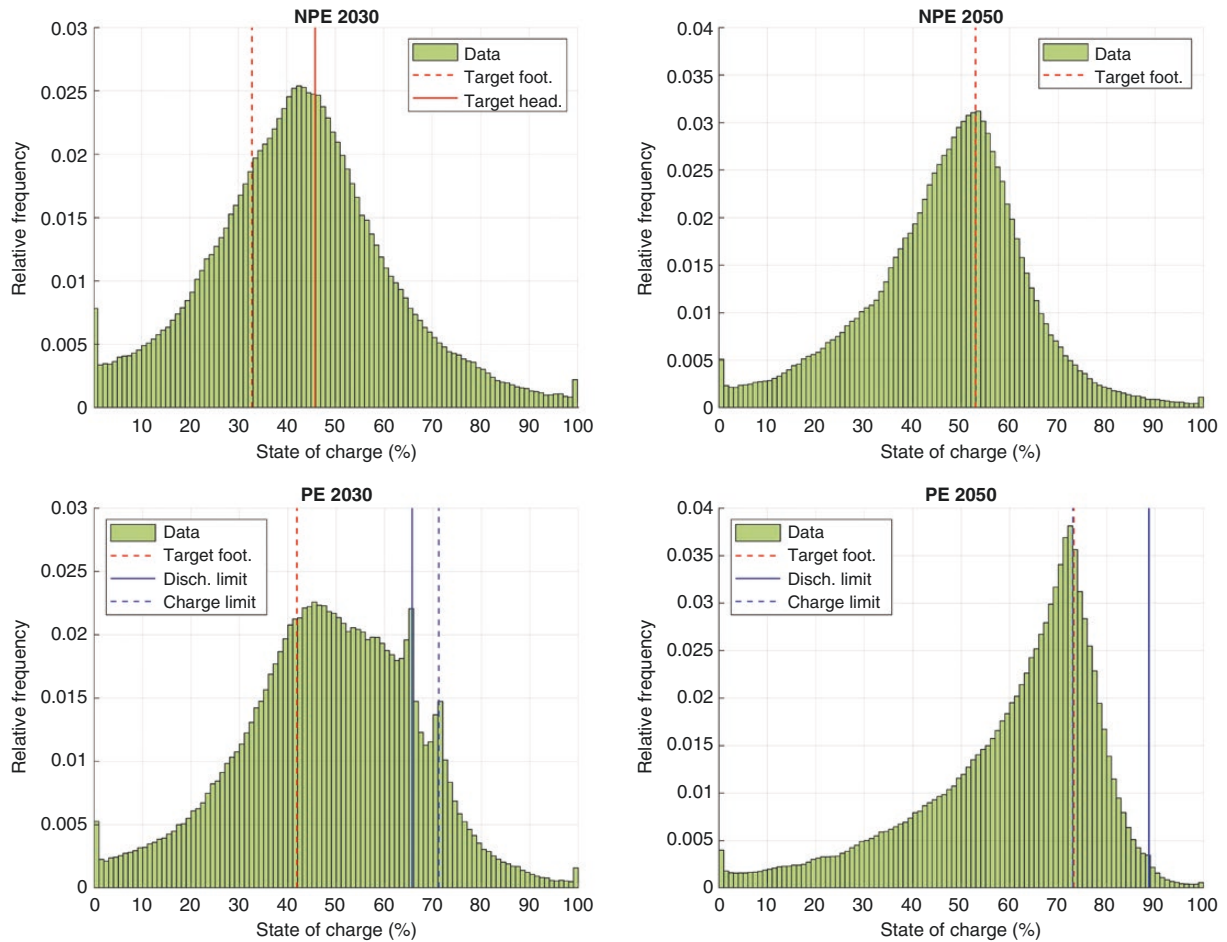 NPE 2030
0.03
0.025
0.02
0.015
0.01
0.005
0
Relative frequency
Data
Target foot.
Target head.
10 20 30 40 50 60 70 80 90 100
State of charge (%)
NPE 2050
0.04
0.035
0.03
0.025
0.02
0.015
0.01
0.005
0
Relative frequency
Data
Target foot.
0 10 20 30 40 50 60 70 80 90 100
State of charge (%)
PE 2030
0.03
0.025
0.02
0.015
0.01
0.005
0
Relative frequency
Data
Target foot.
Disch. limit
Charge limit
0 10 20 30 40 50 60 70 80 90 100
State of charge (%)
PE 2050
0.04
0.035
0.03
0.025
0.02
0.015
0.01
0.005
0
Relative frequency
Data
Target foot.
Disch. limit
Charge limit
0 10 20 30 40 50 60 70 80 90 100
State of charge (%)